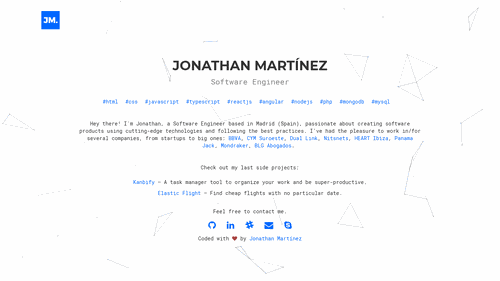 JM.
JONATHAN MARTÍNEZ
Software Engineer
#html #css #javascript #typescript #reactjs #angular #nodejs #php #mongodb #mysql
Hey there! I'm Jonathan, a Software Engineer based in Madrid (Spain), passionate about creating software
products using cutting-edge technologies and following the best practices. I've had the pleasure to work in/for
several companies, from startups to big ones: BBVA, CYM Suroeste, Dual Link, Nitsnets, HEART Ibiza, Panama
Jack, Mondraker, BLG Abogados.
Check out my last side projects:
Kanbify – A task manager tool to organize your work and be super-productive.
Elastic Flight – Find cheap flights with no particular date.
Feel free to contact me.
Coded with ❤ by Jonathan Martínez